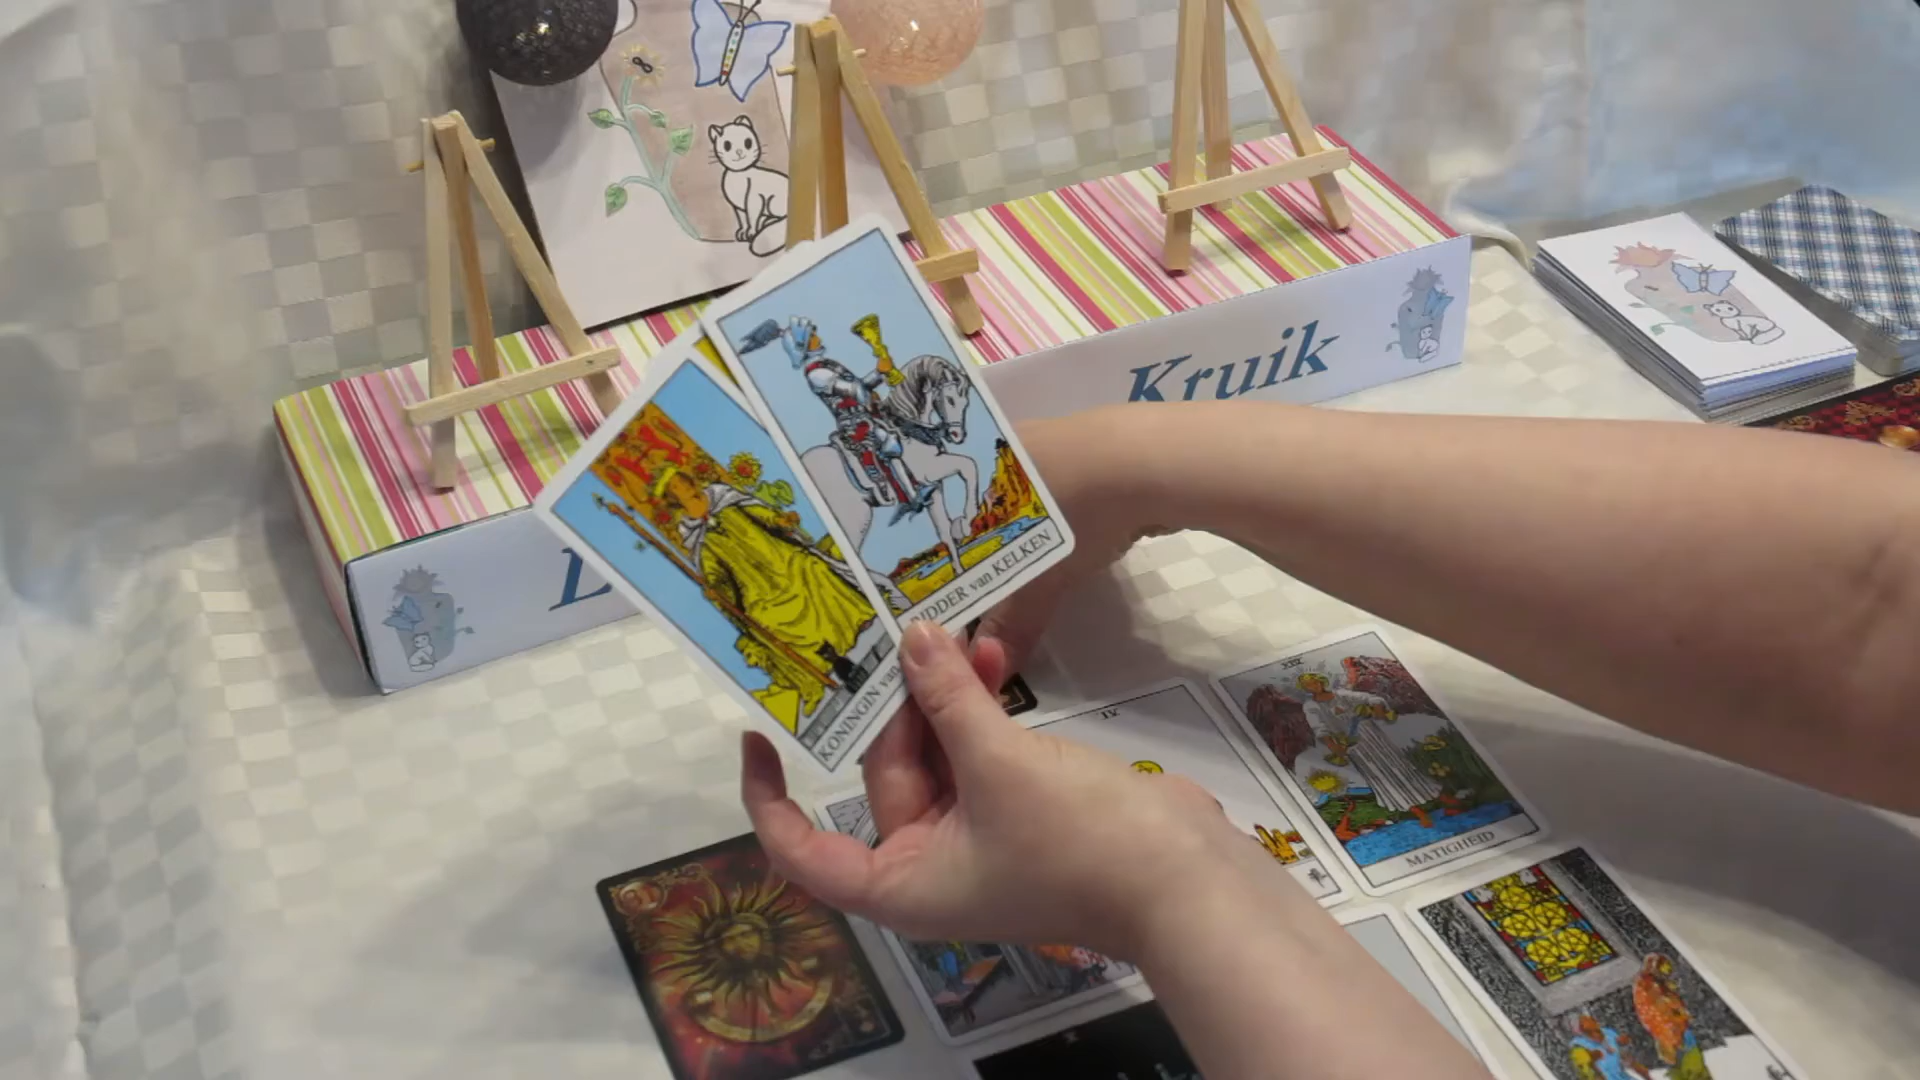 Kruik
RIDDER van KELKEN
KONINGIN van
IV
XIV
MATIGHEID
X